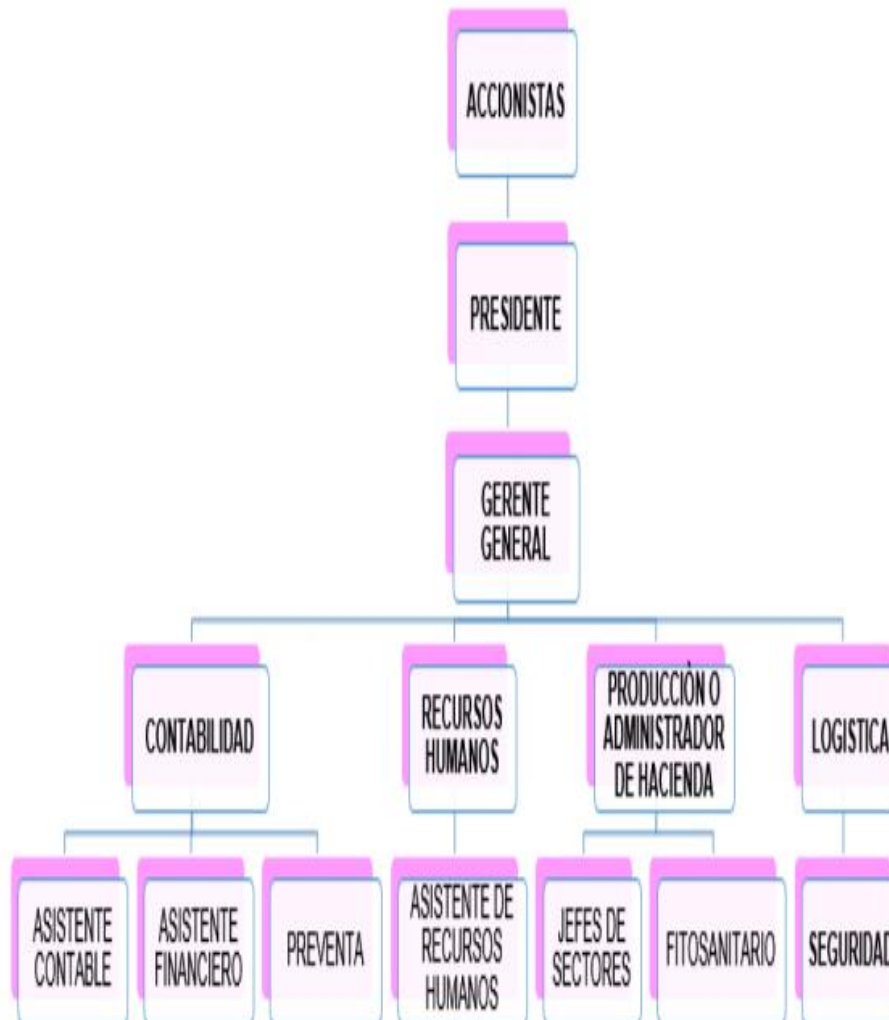 ACCIONISTAS
PRESIDENTE
GERENTE
GENERAL
CONTABILIDAD
RECURSOS
HUMANOS
PRODUCCIÓN O
ADMINISTRADOR
DE HACIENDA
LOGISTICA
ASISTENTE
CONTABLE
ASISTENTE
FINANCIERO
PREVENTA
ASISTENTE DE
RECURSOS
HUMANOS
JEFES DE
SECTORES
FITOSANITARIO
SEGURIDAD